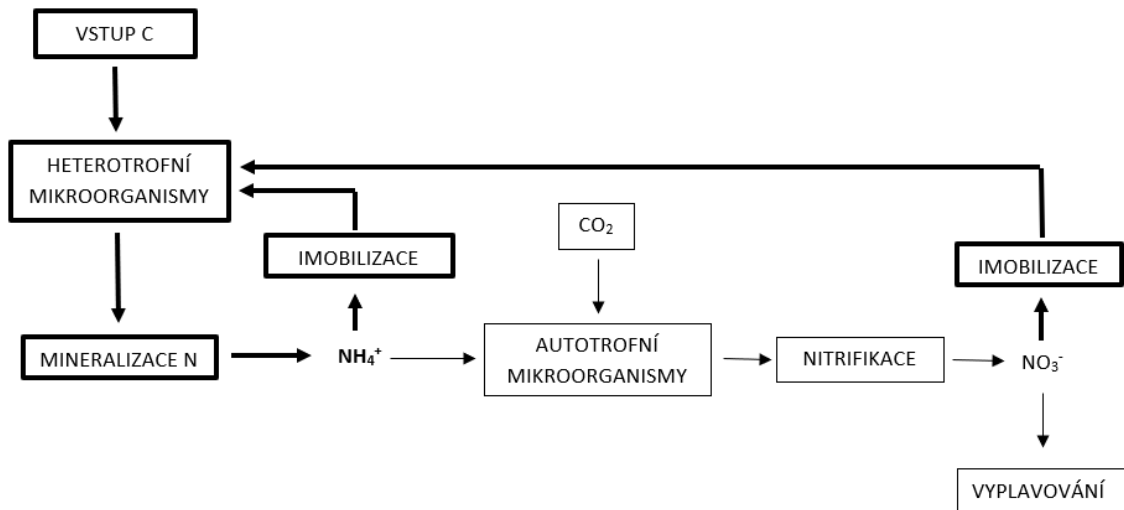 VSTUP C
HETEROTROFNÍ
MIKROORGANISMY
IMOBILIZACE
CO₂
IMOBILIZACE
MINERALIZACE N
NH₄⁺
AUTOTROFNÍ
MIKROORGANISMY
NITRIFIKACE
NO₃⁻
VYPLAVOVÁNÍ